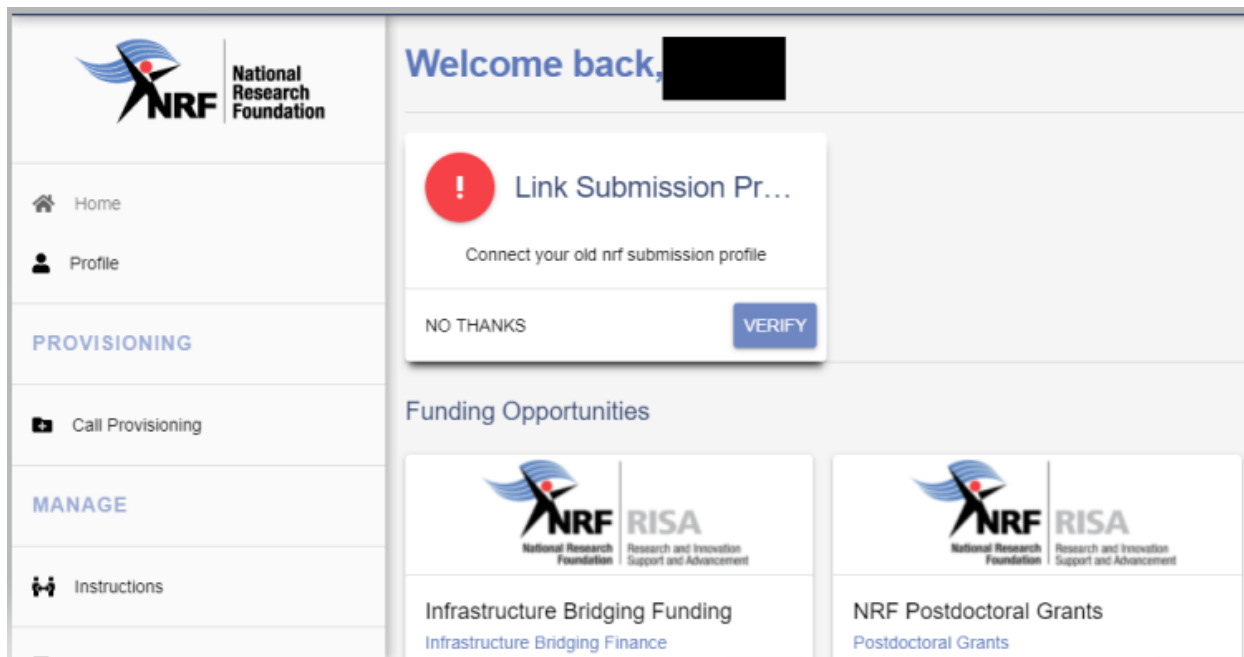 NRF
National
Research
Foundation
Home
Profile
PROVISIONING
Call Provisioning
MANAGE
Instructions
Welcome back,
!
Link Submission Pr...
Connect your old nrf submission profile
NO THANKS
VERIFY
Funding Opportunities
NRF RISA
National Research
Foundation
Research and Innovation
Support and Advancement
Infrastructure Bridging Funding
Infrastructure Bridging Finance
NRF RISA
National Research
Foundation
Research and Innovation
Support and Advancement
NRF Postdoctoral Grants
Postdoctoral Grants